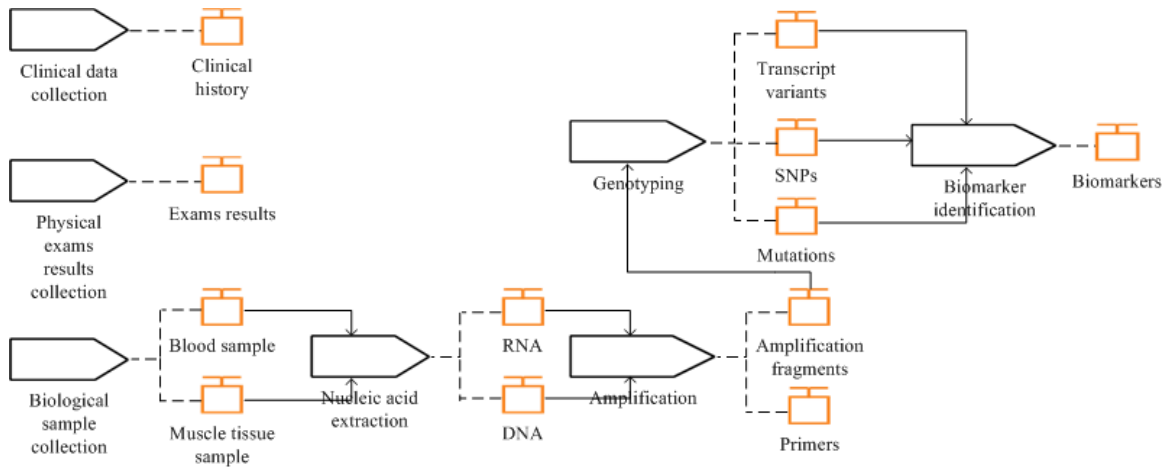 Clinical data
collection
Clinical
history
Transcript
variants
Genotyping
SNPs
Biomarker
identification
Biomarkers
Physical
exams
results
collection
Exams results
Mutations
Biological
sample
collection
Blood sample
Muscle tissue
sample
Nucleic acid
extraction
RNA
DNA
Amplification
Amplification
fragments
Primers